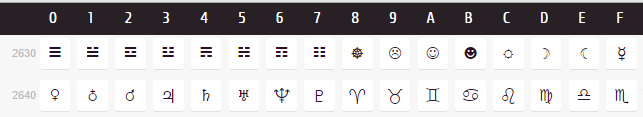 0 1 2 3 4 5 6 7 8 9 A B C D E F
2630 ☰ ☱ ☲ ☳ ☴ ☵ ☶ ☷ ☸ ☹ ☺ ☻ ☼ ☽ ☾ ☿
2640 ♀ ♁ ♂ ♃ ♄ ♅ ♆ ♇ ♈ ♉ ♊ ♋ ♌ ♍ ♎ ♏